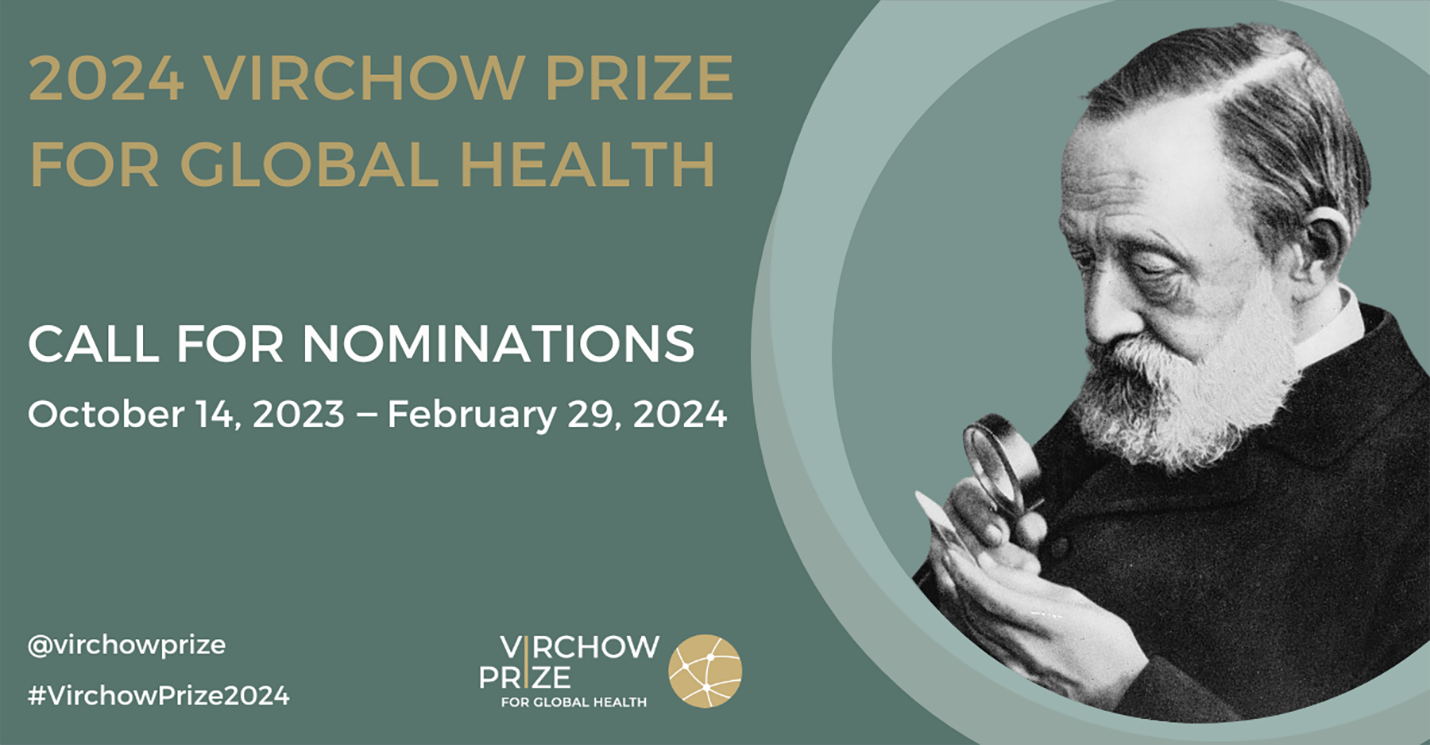 2024 VIRCHOW PRIZE
FOR GLOBAL HEALTH
CALL FOR NOMINATIONS
October 14, 2023 – February 29, 2024
@virchowprize
#VirchowPrize2024
VIRCHOW
PRIZE
FOR GLOBAL HEALTH